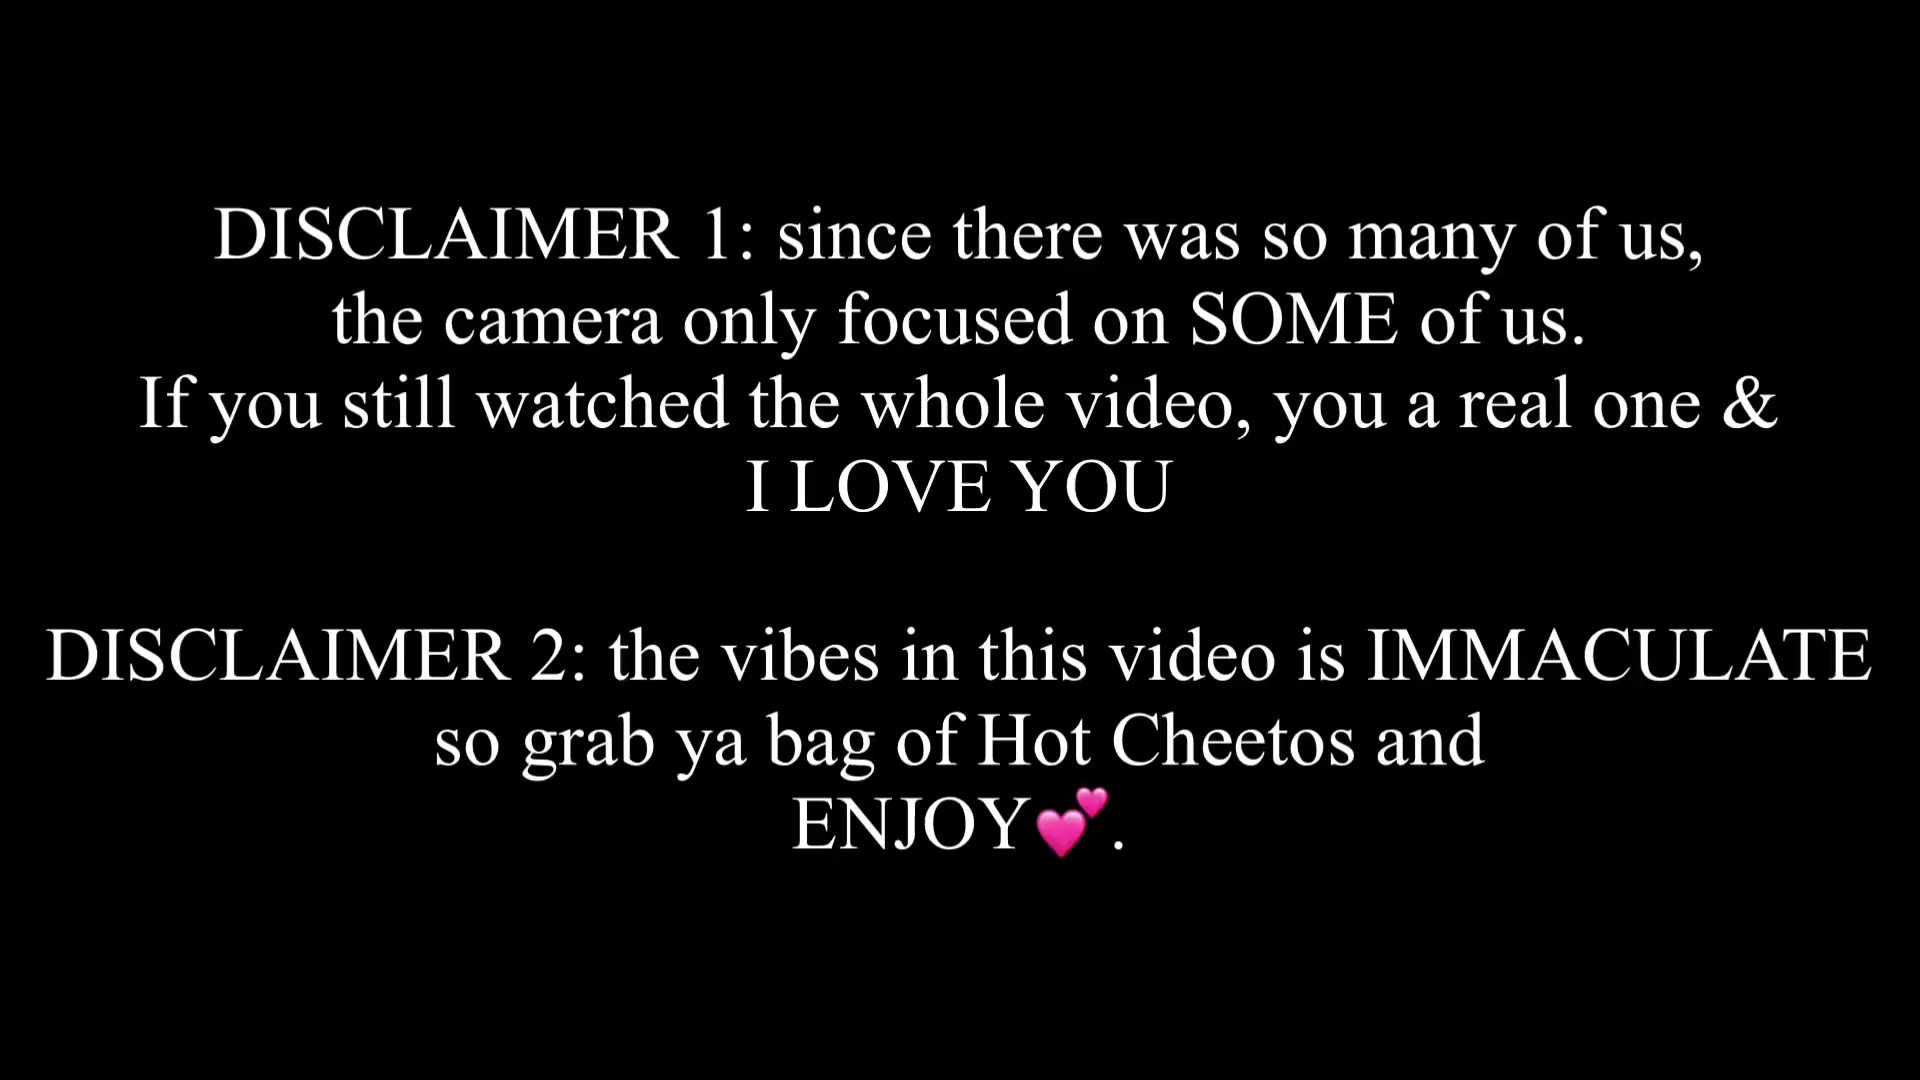 DISCLAIMER 1: since there was so many of us,
the camera only focused on SOME of us.
If you still watched the whole video, you a real one &
I LOVE YOU
DISCLAIMER 2: the vibes in this video is IMMACULATE
so grab ya bag of Hot Cheetos and
ENJOY💕.